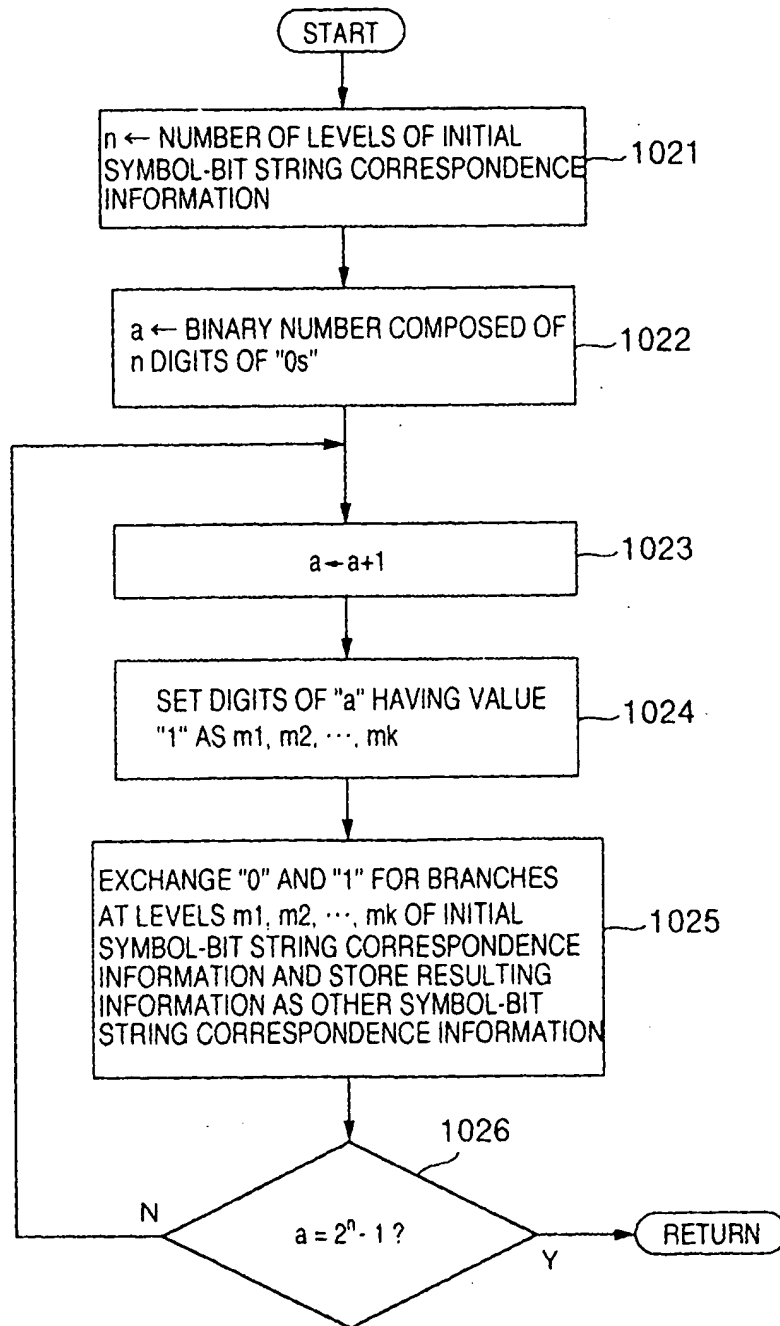 START
n ← NUMBER OF LEVELS OF INITIAL
SYMBOL-BIT STRING CORRESPONDENCE
INFORMATION
1021
a ← BINARY NUMBER COMPOSED OF
n DIGITS OF "0s"
1022
a ← a+1
1023
SET DIGITS OF "a" HAVING VALUE
"1" AS m1, m2, ···, mk
1024
EXCHANGE "0" AND "1" FOR BRANCHES
AT LEVELS m1, m2, ···, mk OF INITIAL
SYMBOL-BIT STRING CORRESPONDENCE
INFORMATION AND STORE RESULTING
INFORMATION AS OTHER SYMBOL-BIT
STRING CORRESPONDENCE INFORMATION
1025
1026
N
a = 2ⁿ - 1 ?
Y
RETURN